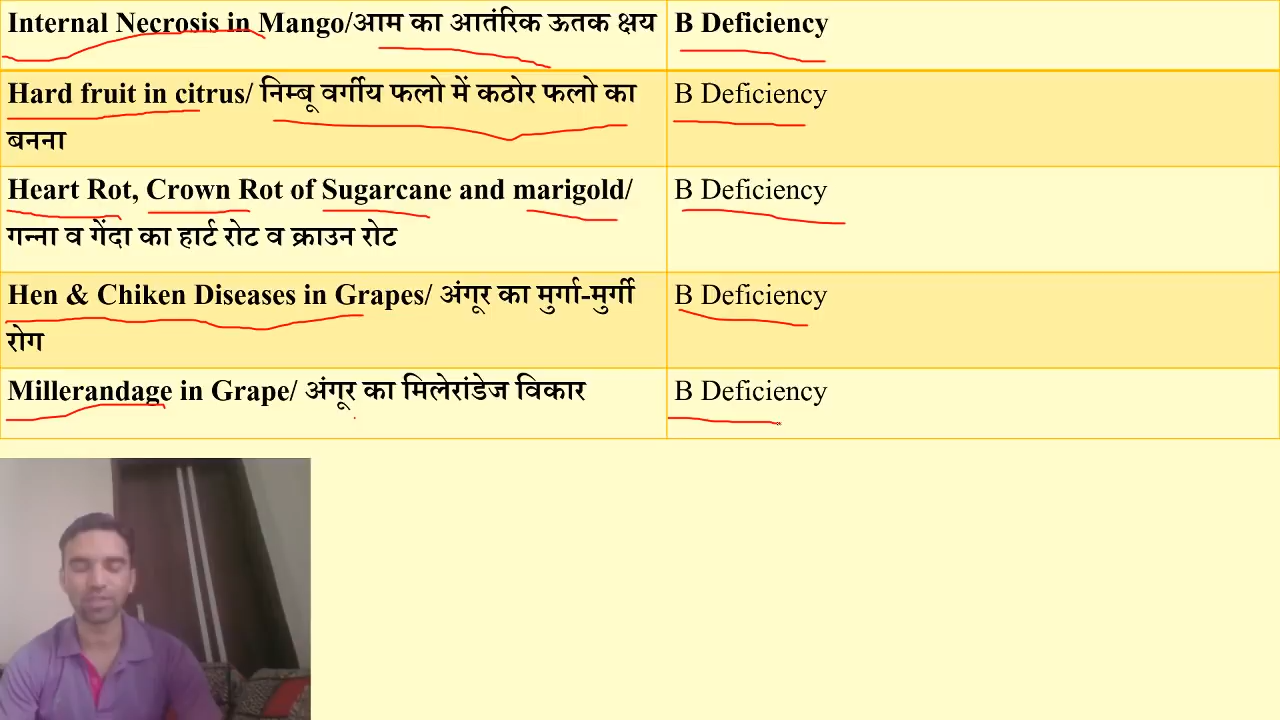 Internal Necrosis in Mango/आम का आतंरिक ऊतक क्षय B Deficiency
Hard fruit in citrus/ निम्बू वर्गीय फलो में कठोर फलो का B Deficiency
बनना
Heart Rot, Crown Rot of Sugarcane and marigold/ B Deficiency
गन्ना व गेंदा का हार्ट रोट व क्राउन रोट
Hen & Chiken Diseases in Grapes/ अंगूर का मुर्गा-मुर्गी B Deficiency
रोग
Millerandage in Grape/ अंगूर का मिलेरांडेज विकार B Deficiency